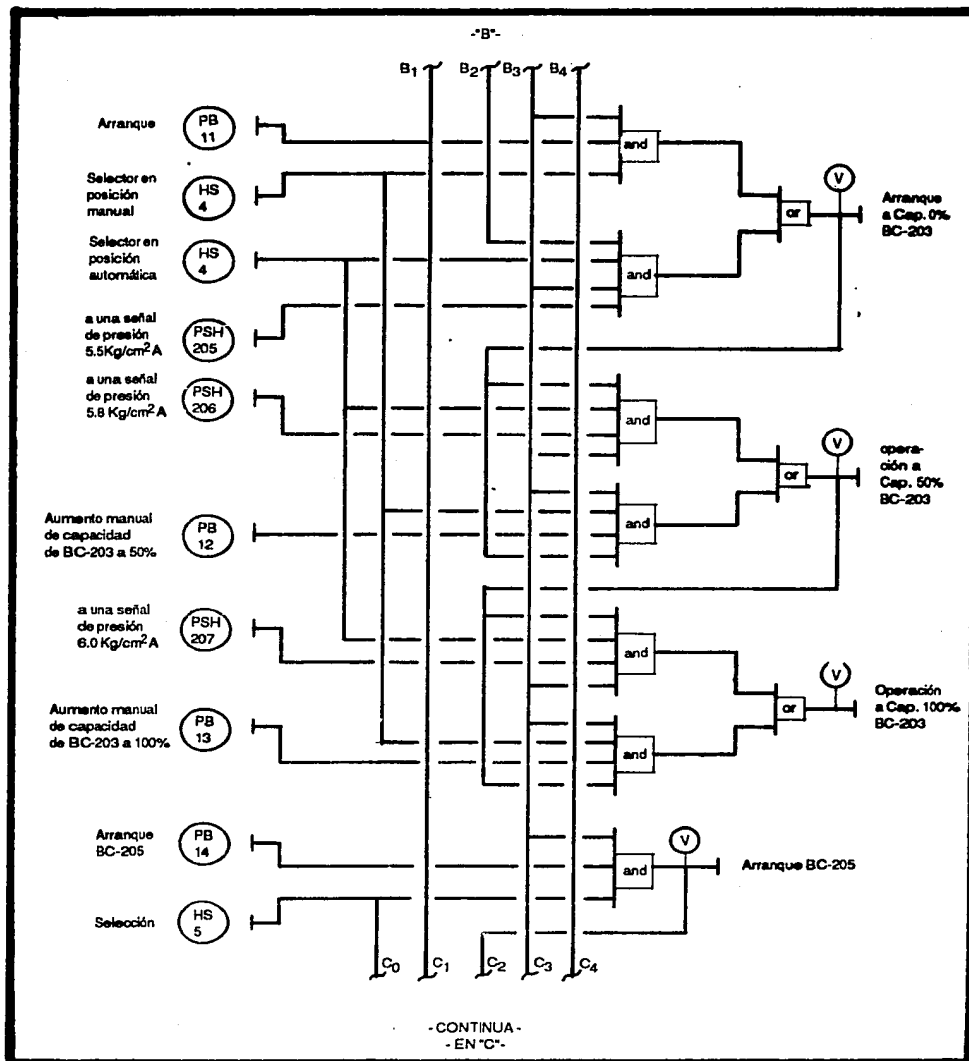 -"B"-
B1 B2 B3 B4
Arranque
PB
11
and
Selector en
posición
manual
HS
4
or
V
Arranque
a Cap. 0%
BC-203
Selector en
posición
automática
HS
4
and
a una señal
de presión
5.5Kg/cm²A
PSH
205
a una señal
de presión
5.8 Kg/cm²A
PSH
206
and
or
V
opera-
ción a
Cap. 50%
BC-203
Aumento manual
de capacidad
de BC-203 a 50%
PB
12
and
a una señal
de presión
6.0 Kg/cm²A
PSH
207
and
or
V
Operación
a Cap. 100%
BC-203
Aumento manual
de capacidad
de BC-203 a 100%
PB
13
and
Arranque
BC-205
PB
14
and
V
Arranque BC-205
Selección
HS
5
C0 C1 C2 C3 C4
- CONTINUA -
- EN "C"-